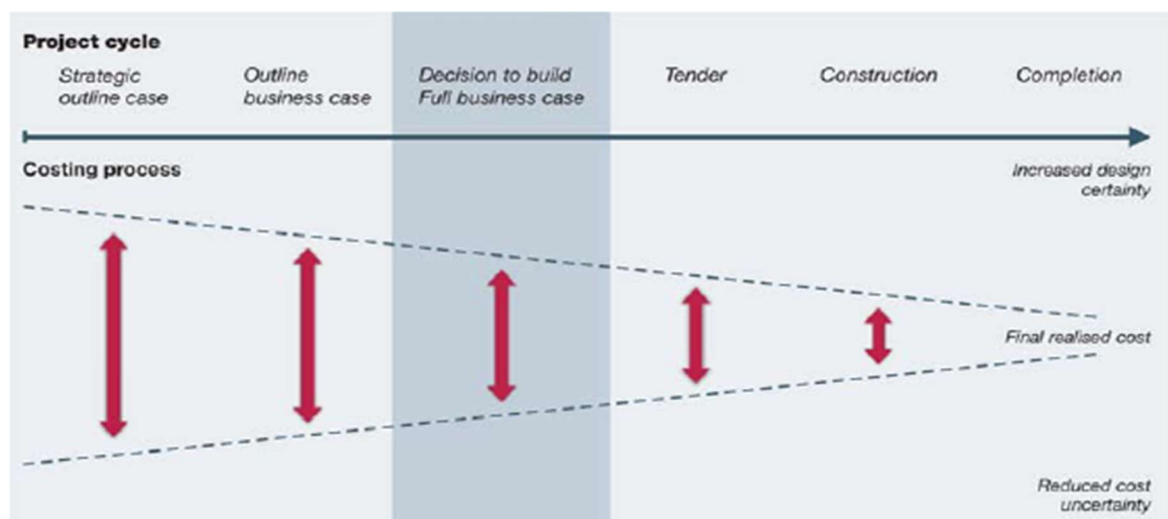 Project cycle
Strategic
outline case
Outline
business case
Decision to build
Full business case
Tender
Construction
Completion
Costing process
Increased design
certainty
Final realised cost
Reduced cost
uncertainty